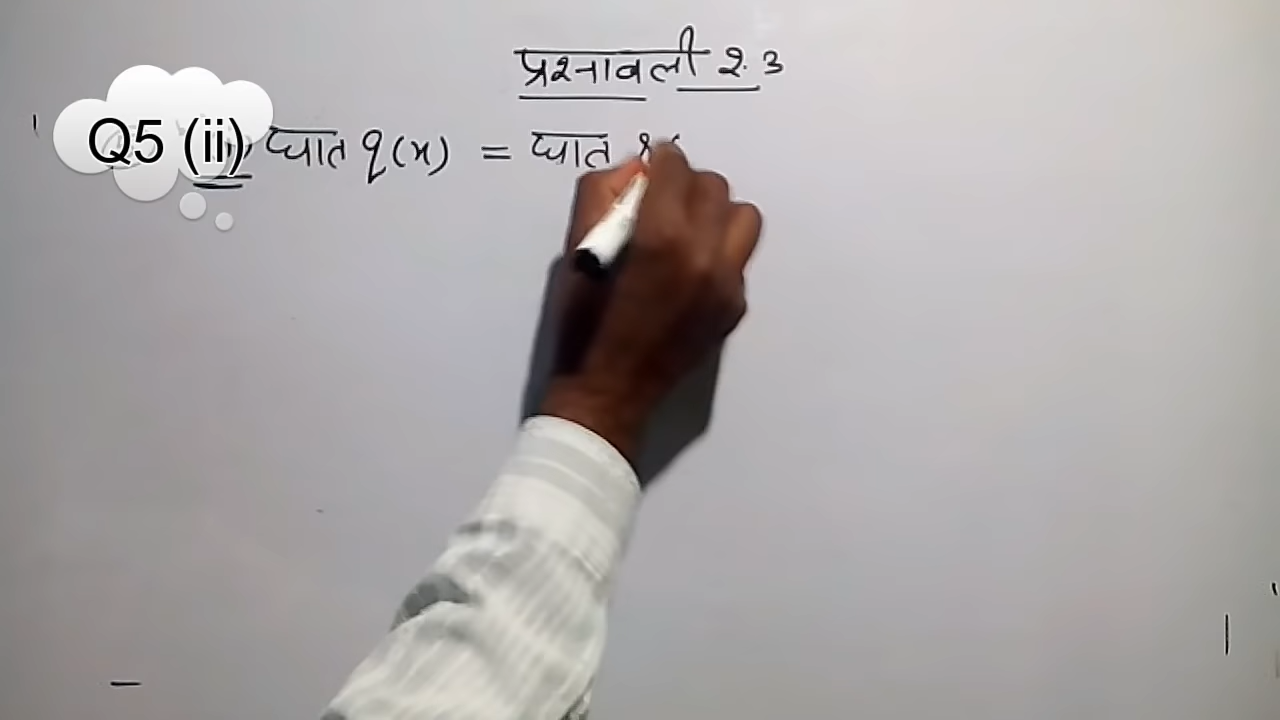 प्रश्नावली 2.3
Q5 (ii) घात q(x) = घात